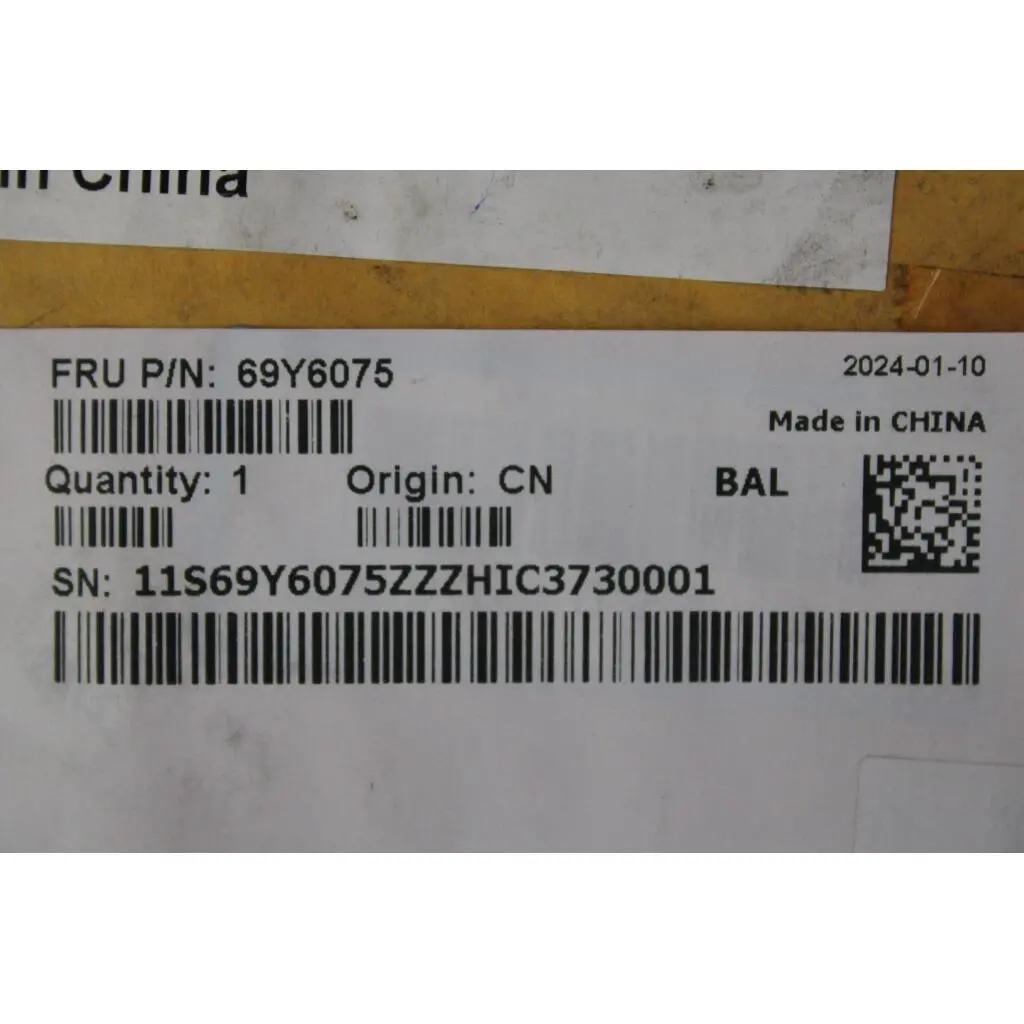 in China
FRU P/N: 69Y6075
2024-01-10
Made in CHINA
Quantity: 1 Origin: CN BAL
SN: 11S69Y6075ZZZHIC3730001